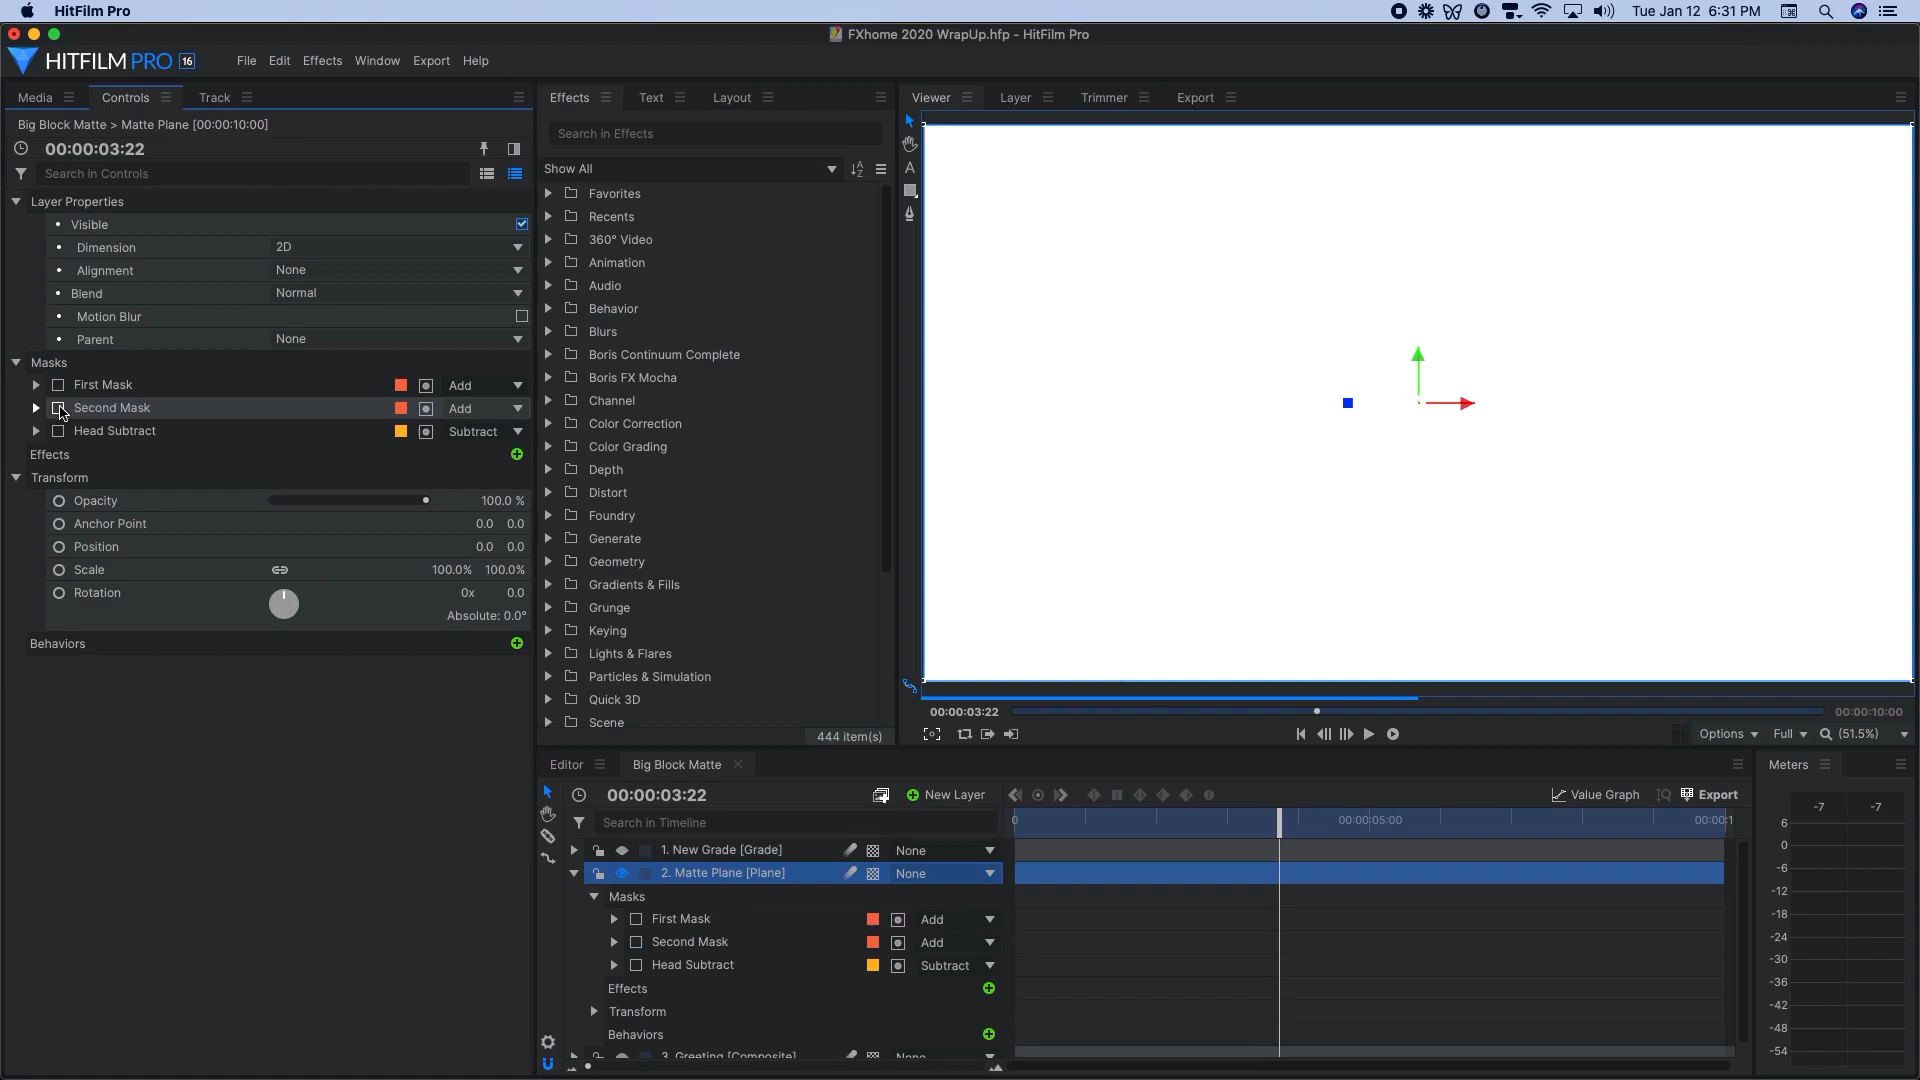 HitFilm Pro
Tue Jan 12 6:31 PM
FXhome 2020 WrapUp.hfp - HitFilm Pro
HITFILM PRO 16
File Edit Effects Window Export Help
Media Controls Track
Big Block Matte > Matte Plane [00:00:10:00]
00:00:03:22
Search in Controls
Layer Properties
Visible
Dimension 2D
Alignment None
Blend Normal
Motion Blur
Parent None
Masks
First Mask Add
Second Mask Add
Head Subtract Subtract
Effects
Transform
Opacity 100.0 %
Anchor Point 0.0 0.0
Position 0.0 0.0
Scale 100.0% 100.0%
Rotation 0x 0.0
Absolute: 0.0°
Behaviors
Effects Text Layout
Search in Effects
Show All
Favorites
Recents
360° Video
Animation
Audio
Behavior
Blurs
Boris Continuum Complete
Boris FX Mocha
Channel
Color Correction
Color Grading
Depth
Distort
Foundry
Generate
Geometry
Gradients & Fills
Grunge
Keying
Lights & Flares
Particles & Simulation
Quick 3D
Scene
444 item(s)
Viewer Layer Trimmer Export
A
00:00:03:22 00:00:10:00
Options Full (51.5%)
Editor Big Block Matte
00:00:03:22 New Layer Value Graph Export
Search in Timeline
0 00:00:05:00 00:00:1
1. New Grade [Grade] None
2. Matte Plane [Plane] None
Masks
First Mask Add
Second Mask Add
Head Subtract Subtract
Effects
Transform
Behaviors
3. Greeting [Composite] None
Meters
-7 -7
6
0
-6
-12
-18
-24
-30
-36
-42
-48
-54